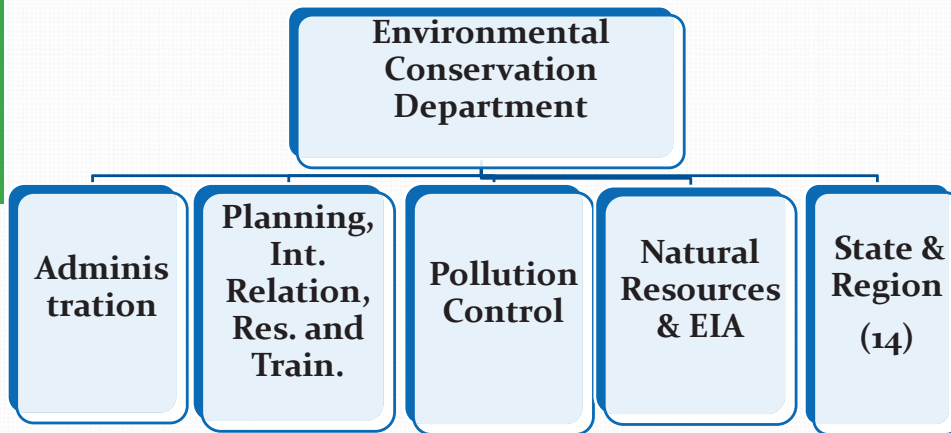 Environmental
Conservation
Department
Adminis
tration
Planning,
Int.
Relation,
Res. and
Train.
Pollution
Control
Natural
Resources
& EIA
State &
Region
(14)